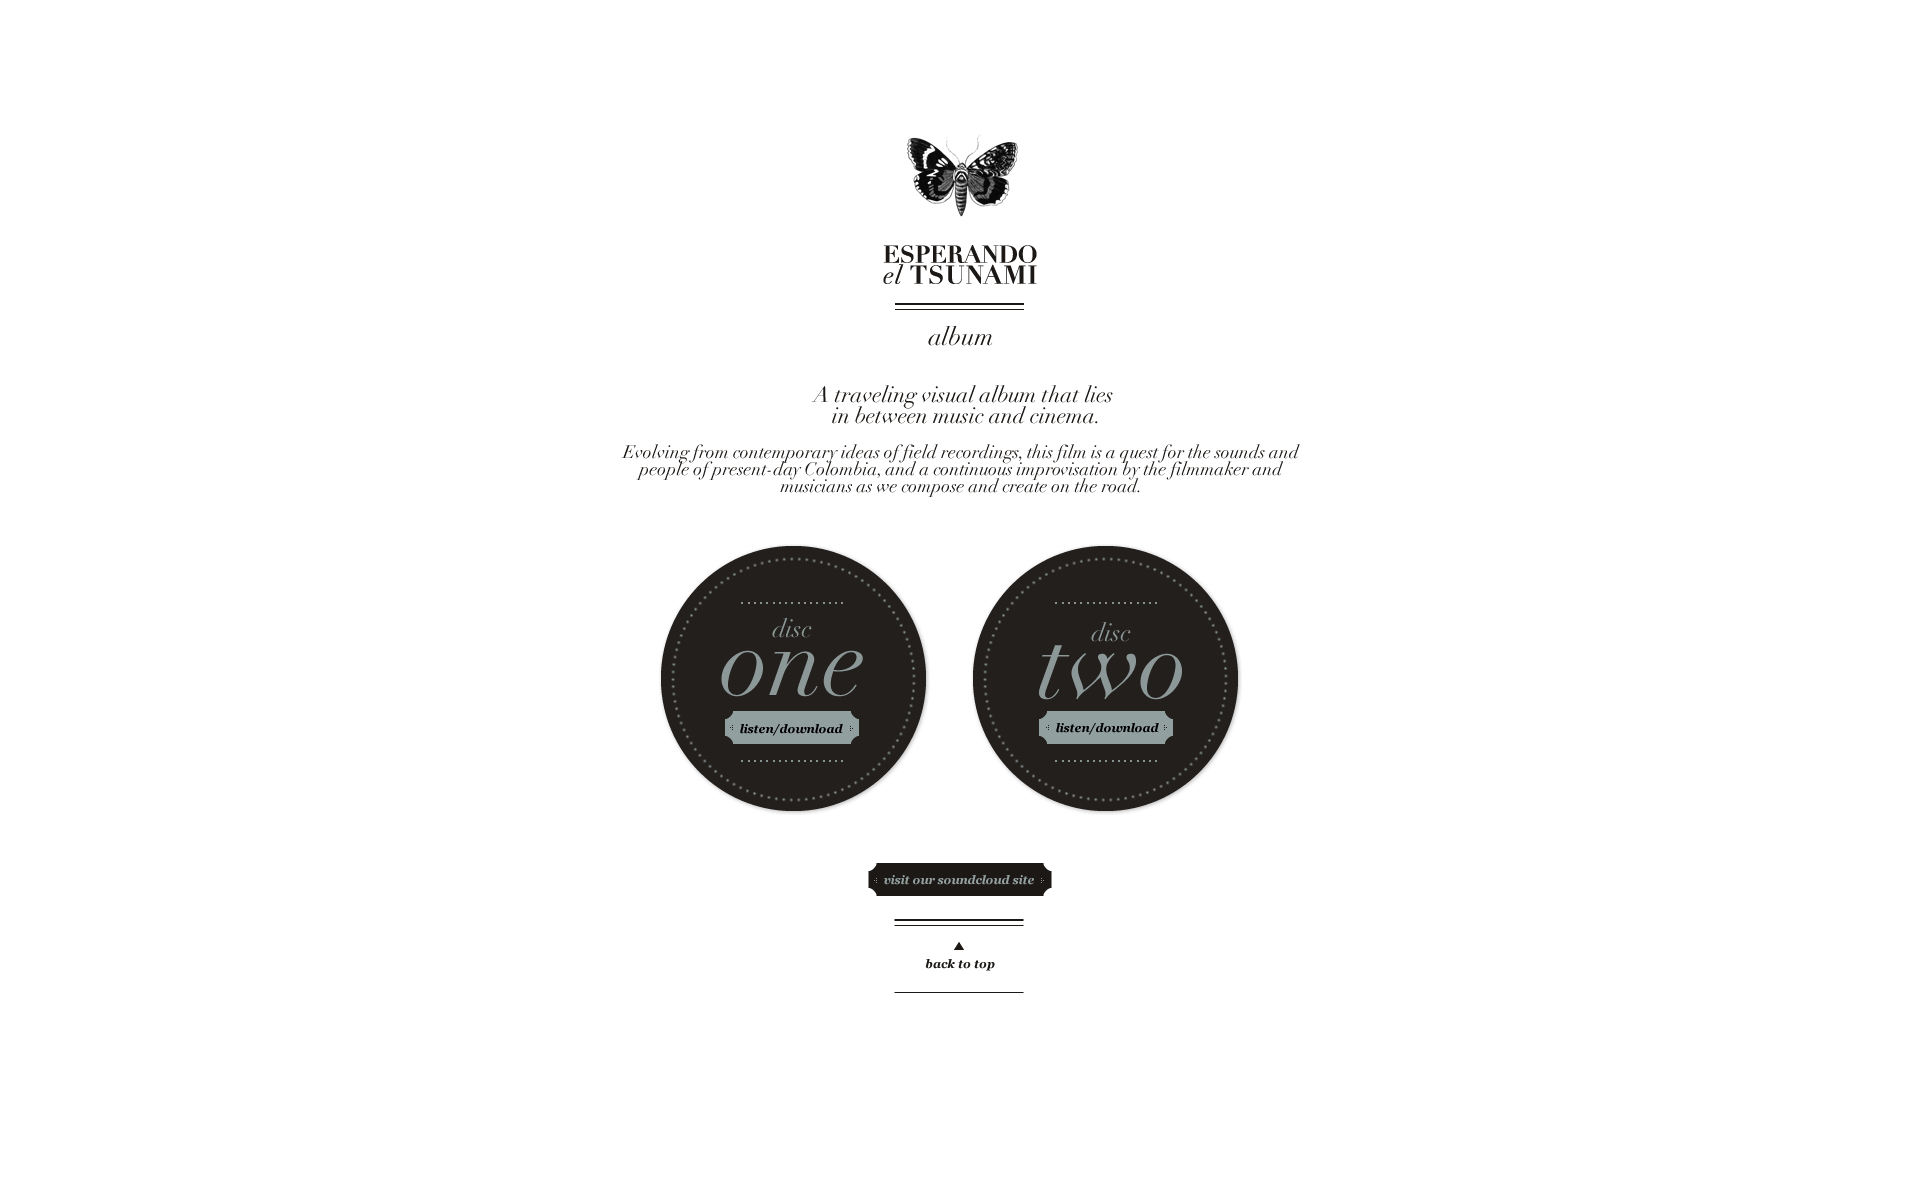 ESPERANDO
el TSUNAMI
album
A traveling visual album that lies
in between music and cinema.
Evolving from contemporary ideas of field recordings, this film is a quest for the sounds and
people of present-day Colombia, and a continuous improvisation by the filmmaker and
musicians as we compose and create on the road.
disc
one
listen/download
disc
two
listen/download
visit our soundcloud site
back to top